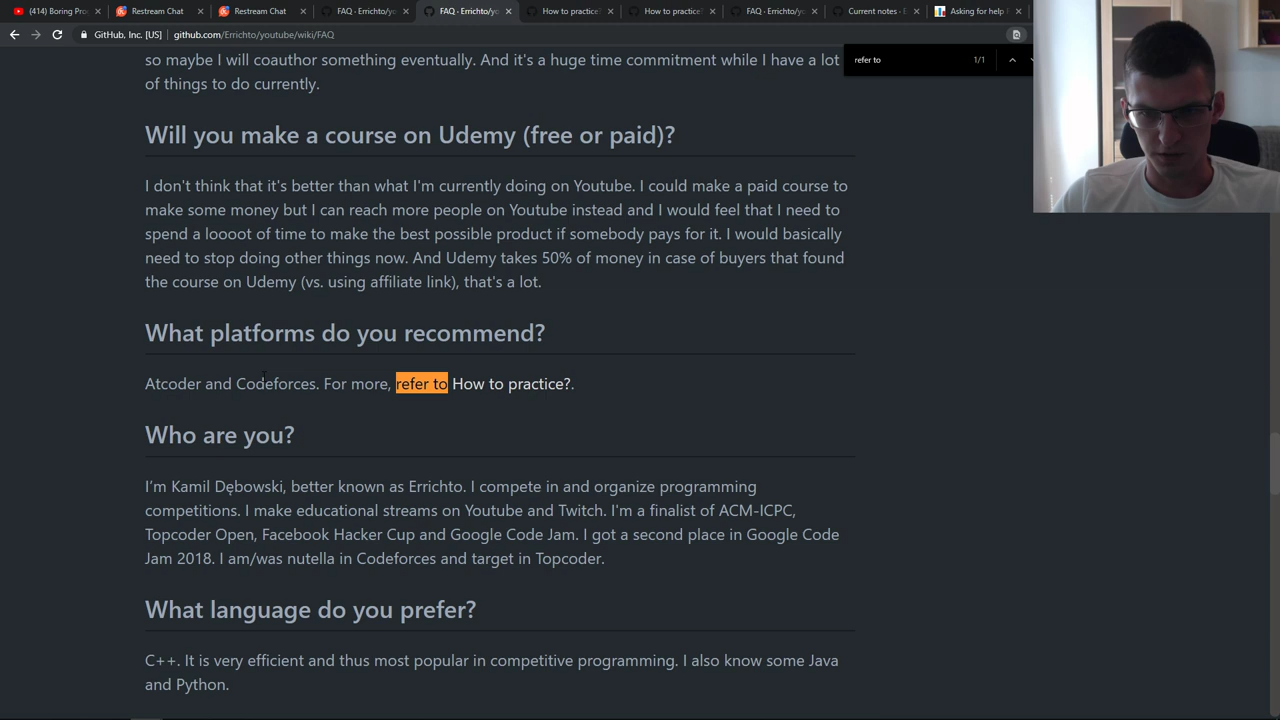 (414) Boring Pro
Restream Chat
Restream Chat
FAQ · Errichto/yo
FAQ · Errichto/yo
How to practice?
How to practice?
FAQ · Errichto/yo
Current notes · E
Asking for help
GitHub, Inc. [US]
github.com/Errichto/youtube/wiki/FAQ
refer to
1/1
so maybe I will coauthor something eventually. And it's a huge time commitment while I have a lot
of things to do currently.
Will you make a course on Udemy (free or paid)?
I don't think that it's better than what I'm currently doing on Youtube. I could make a paid course to
make some money but I can reach more people on Youtube instead and I would feel that I need to
spend a loooot of time to make the best possible product if somebody pays for it. I would basically
need to stop doing other things now. And Udemy takes 50% of money in case of buyers that found
the course on Udemy (vs. using affiliate link), that's a lot.
What platforms do you recommend?
Atcoder and Codeforces. For more, refer to How to practice?.
Who are you?
I'm Kamil Dębowski, better known as Errichto. I compete in and organize programming
competitions. I make educational streams on Youtube and Twitch. I'm a finalist of ACM-ICPC,
Topcoder Open, Facebook Hacker Cup and Google Code Jam. I got a second place in Google Code
Jam 2018. I am/was nutella in Codeforces and target in Topcoder.
What language do you prefer?
C++. It is very efficient and thus most popular in competitive programming. I also know some Java
and Python.